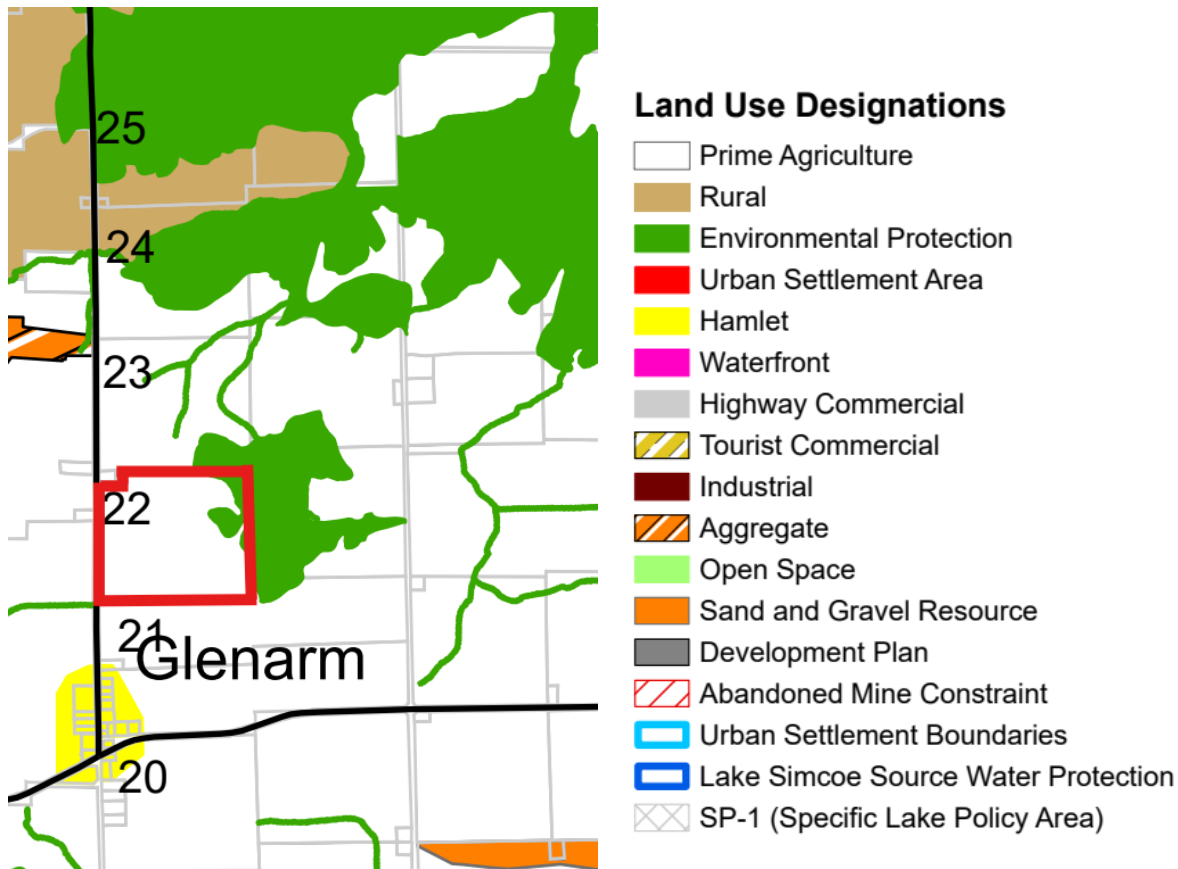 25
24
23
22
21
Glenarm
20
Land Use Designations
Prime Agriculture
Rural
Environmental Protection
Urban Settlement Area
Hamlet
Waterfront
Highway Commercial
Tourist Commercial
Industrial
Aggregate
Open Space
Sand and Gravel Resource
Development Plan
Abandoned Mine Constraint
Urban Settlement Boundaries
Lake Simcoe Source Water Protection
SP-1 (Specific Lake Policy Area)